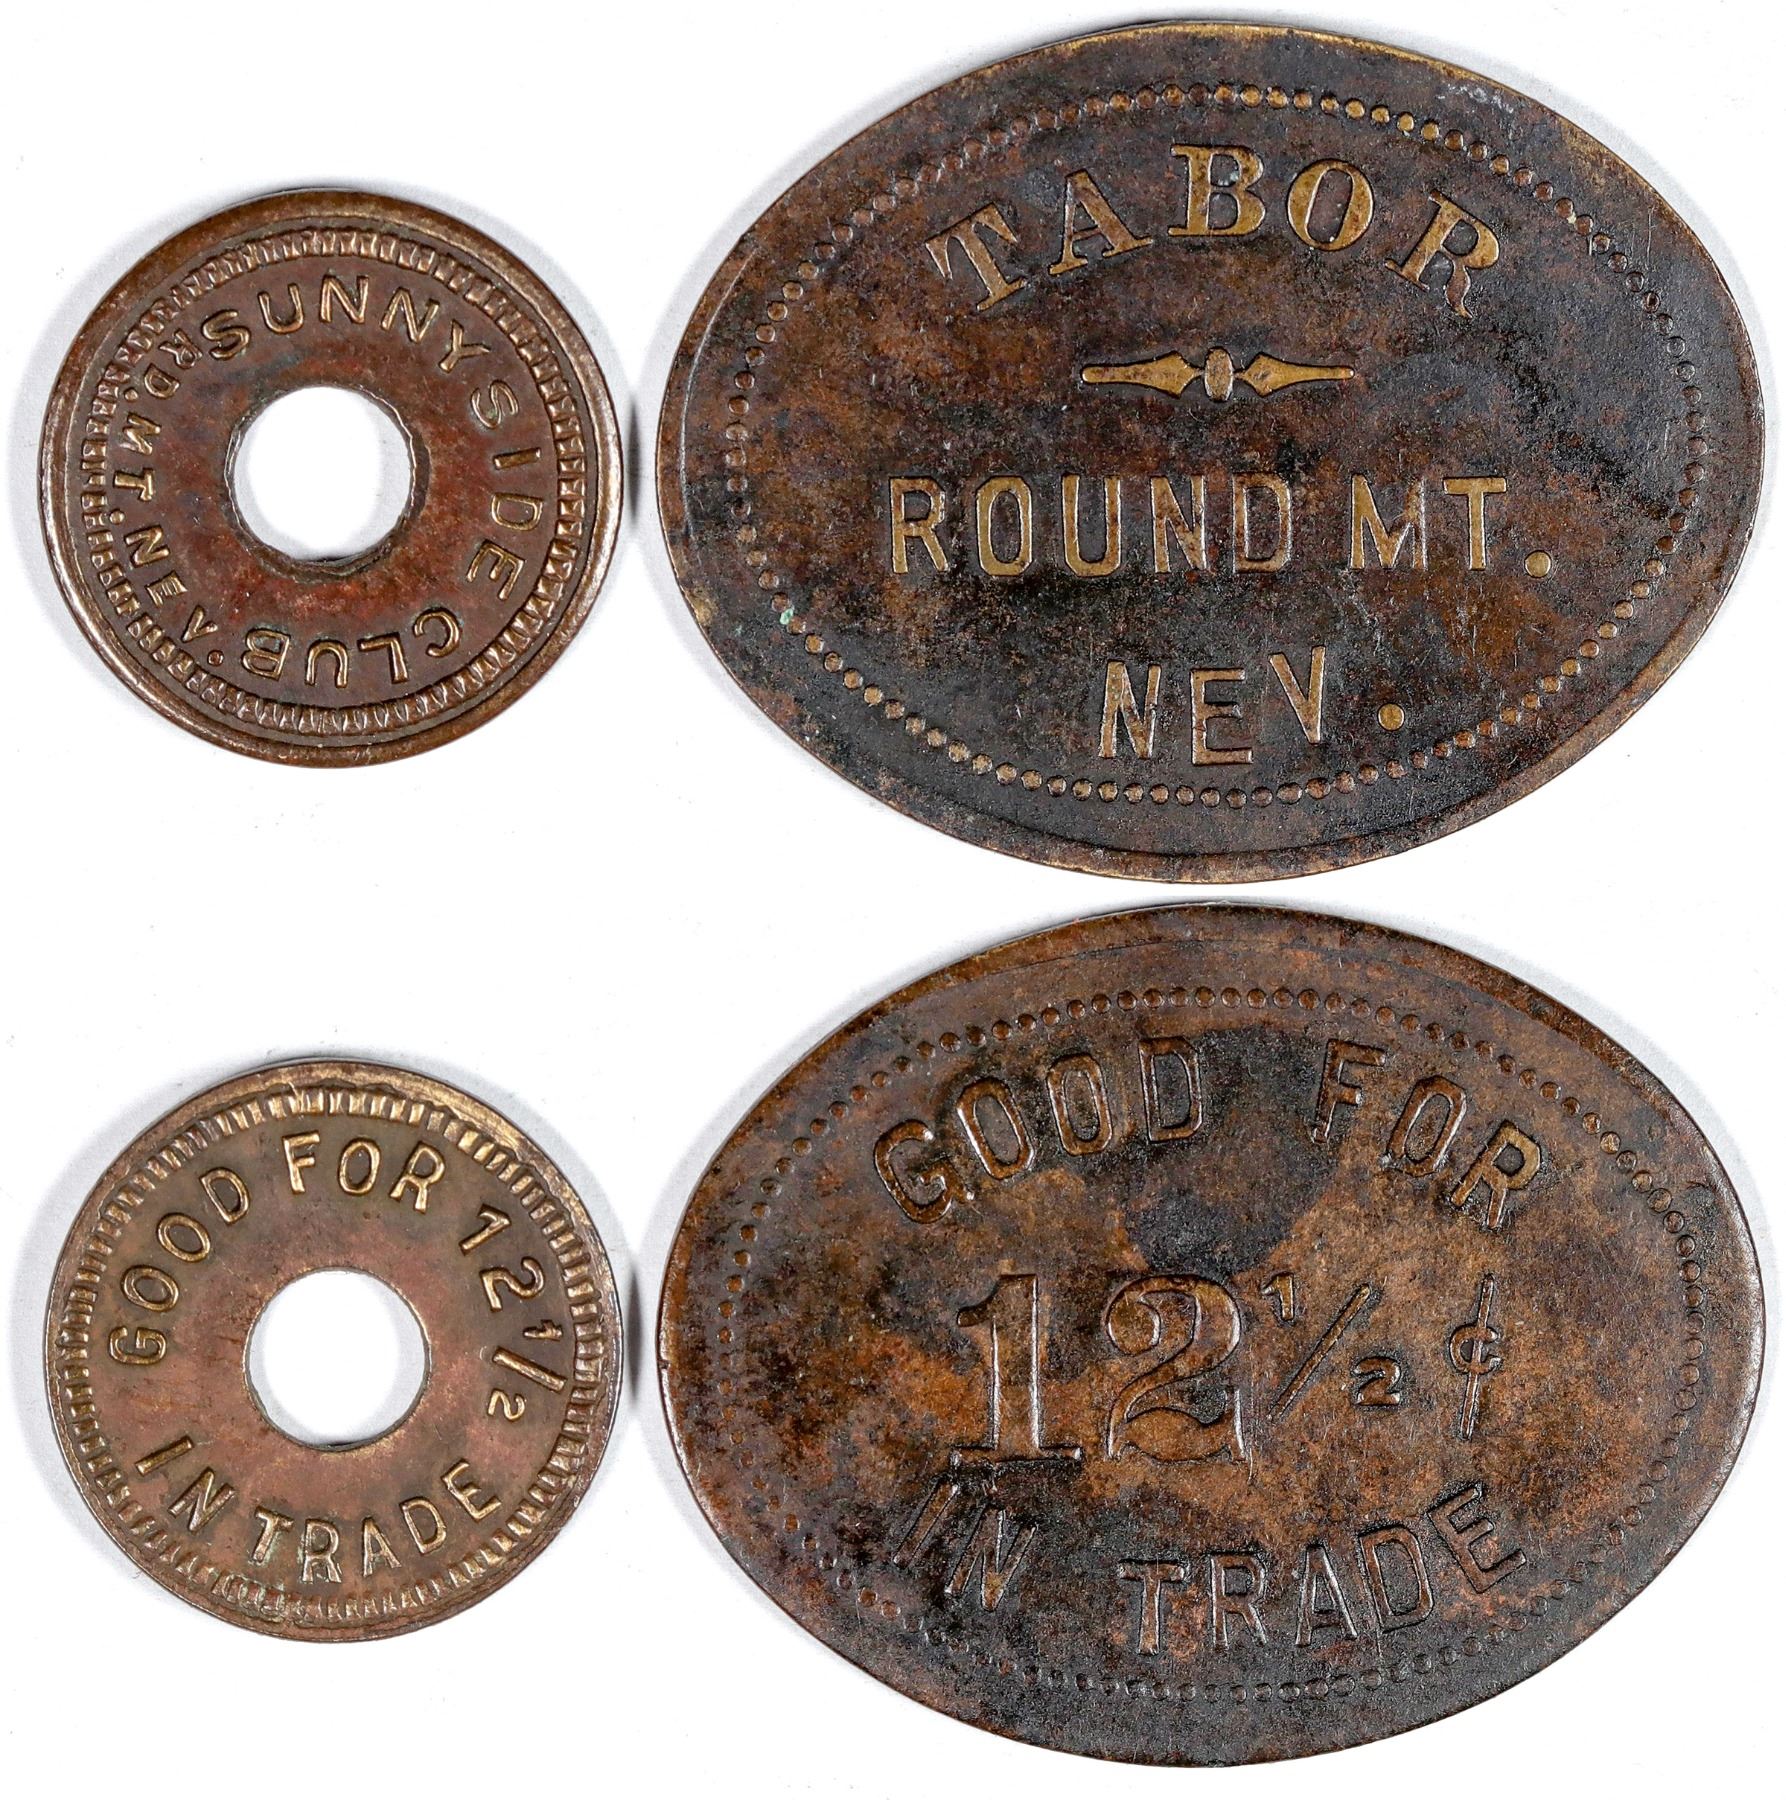 SUNNYSIDE CLUB.
RD. MT. NEV
TABOR
ROUND MT.
NEV.
GOOD FOR 12 1/2
IN TRADE
GOOD FOR
12 1/2 ¢
IN TRADE